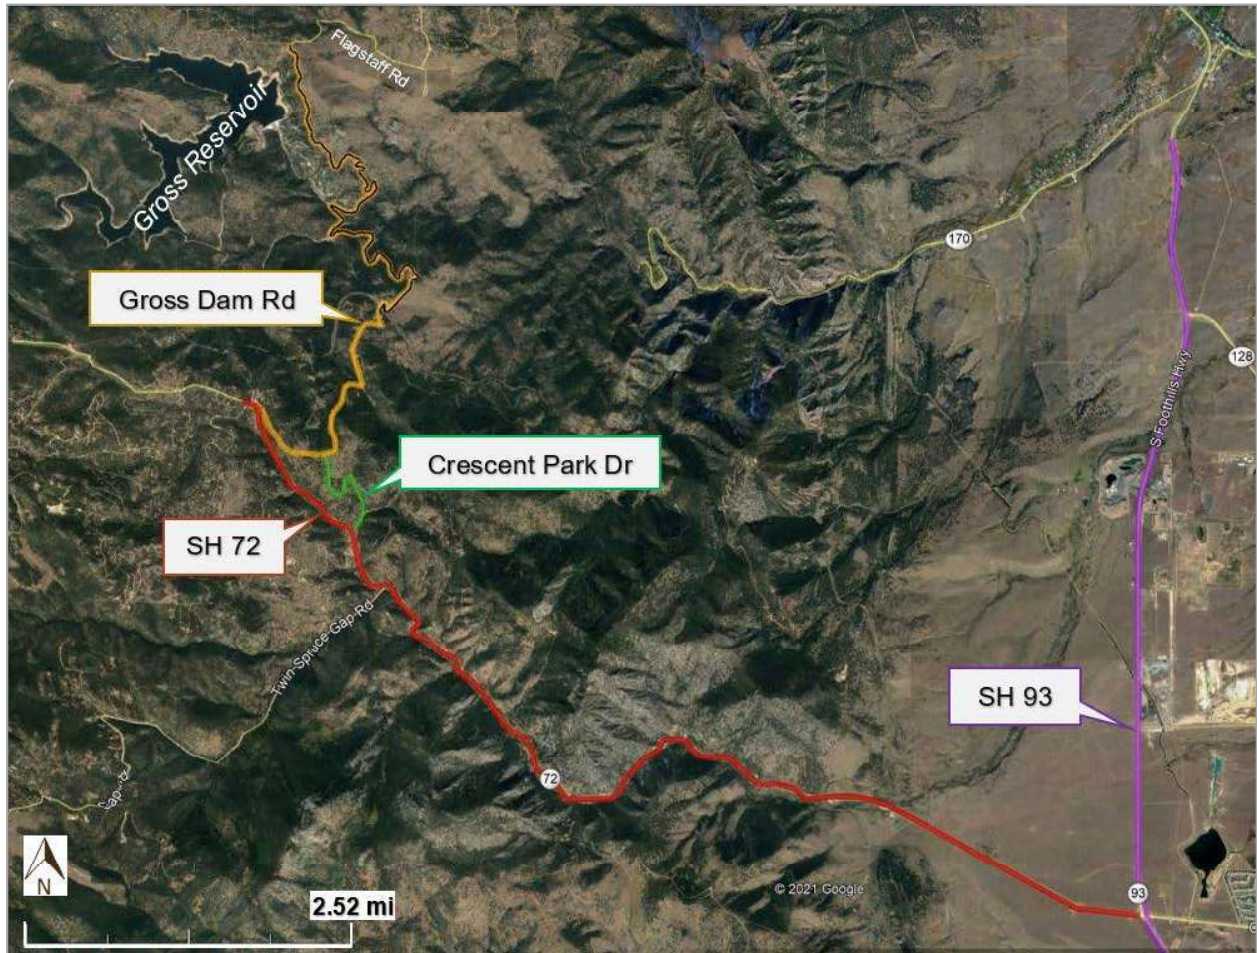 Flagstaff Rd
Gross Reservoir
170
Gross Dam Rd
128
S Foothills Hwy
Crescent Park Dr
SH 72
Twin Spruce Gap Rd
SH 93
72
N
2.52 mi
© 2021 Google
93